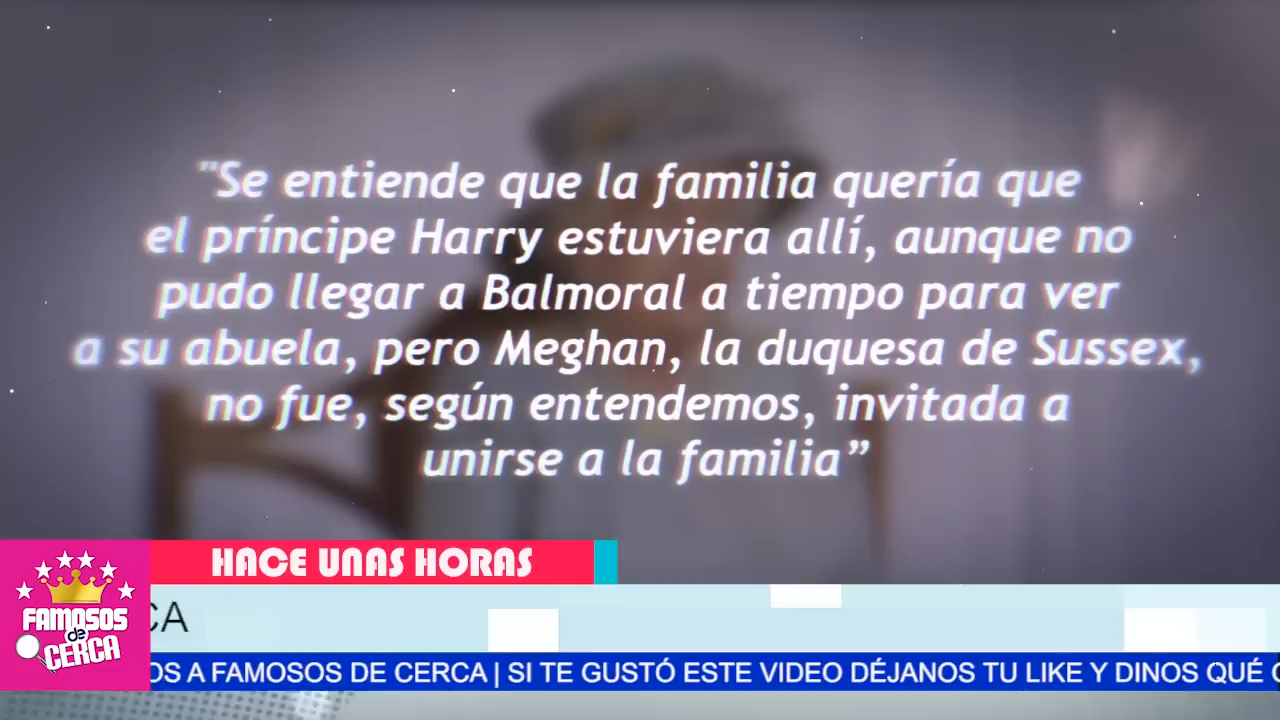 "Se entiende que la familia quería que
el príncipe Harry estuviera allí, aunque no
pudo llegar a Balmoral a tiempo para ver
a su abuela, pero Meghan, la duquesa de Sussex,
no fue, según entendemos, invitada a
unirse a la familia”
HACE UNAS HORAS
CA
FAMOSOS
de
CERCA
OS A FAMOSOS DE CERCA | SI TE GUSTÓ ESTE VIDEO DÉJANOS TU LIKE Y DINOS QUÉ